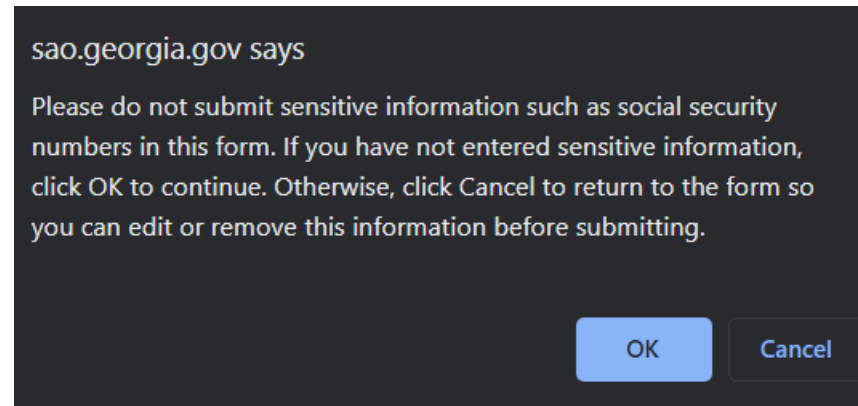 sao.georgia.gov says
Please do not submit sensitive information such as social security
numbers in this form. If you have not entered sensitive information,
click OK to continue. Otherwise, click Cancel to return to the form so
you can edit or remove this information before submitting.
OK
Cancel